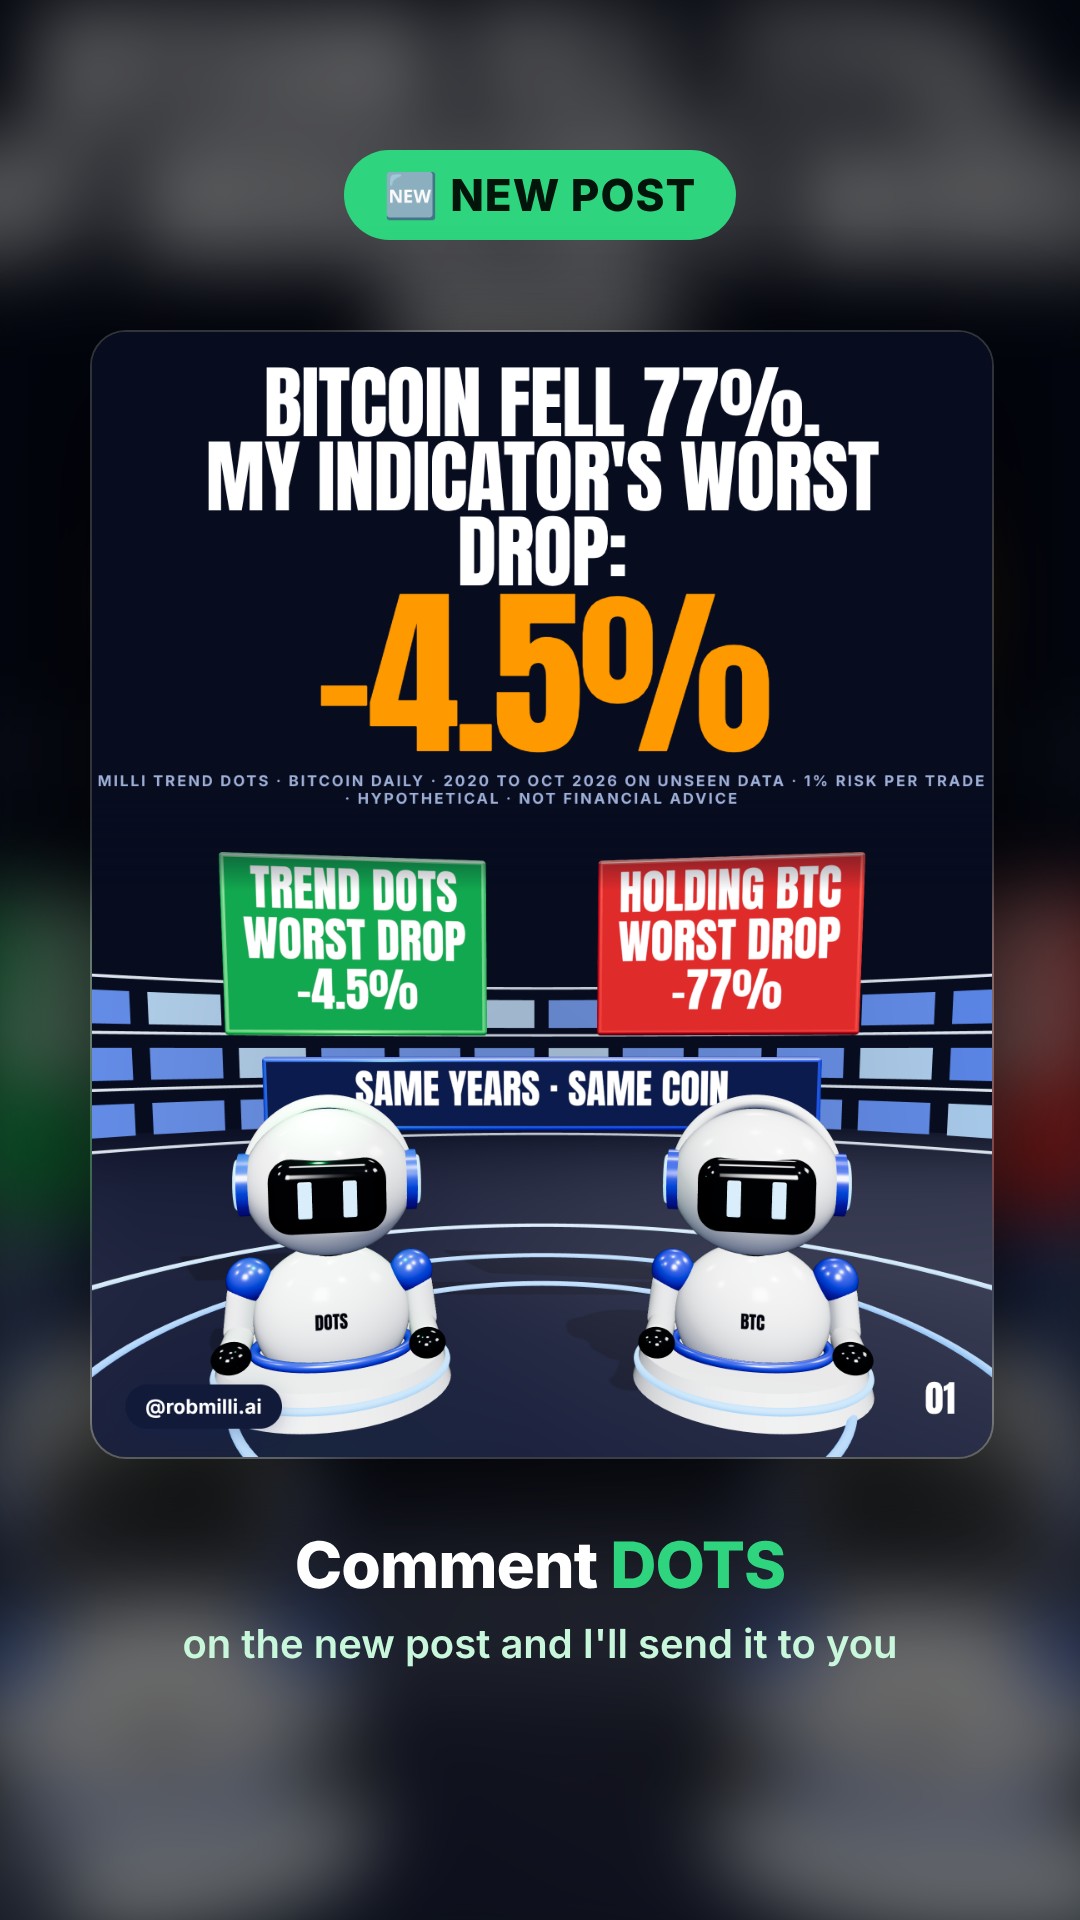 🆕 NEW POST
BITCOIN FELL 77%.
MY INDICATOR'S WORST
DROP:
-4.5%
MILLI TREND DOTS · BITCOIN DAILY · 2020 TO OCT 2026 ON UNSEEN DATA · 1% RISK PER TRADE
· HYPOTHETICAL · NOT FINANCIAL ADVICE
TREND DOTS
WORST DROP
-4.5%
HOLDING BTC
WORST DROP
-77%
SAME YEARS · SAME COIN
DOTS
BTC
@robmilli.ai
01
Comment DOTS
on the new post and I'll send it to you